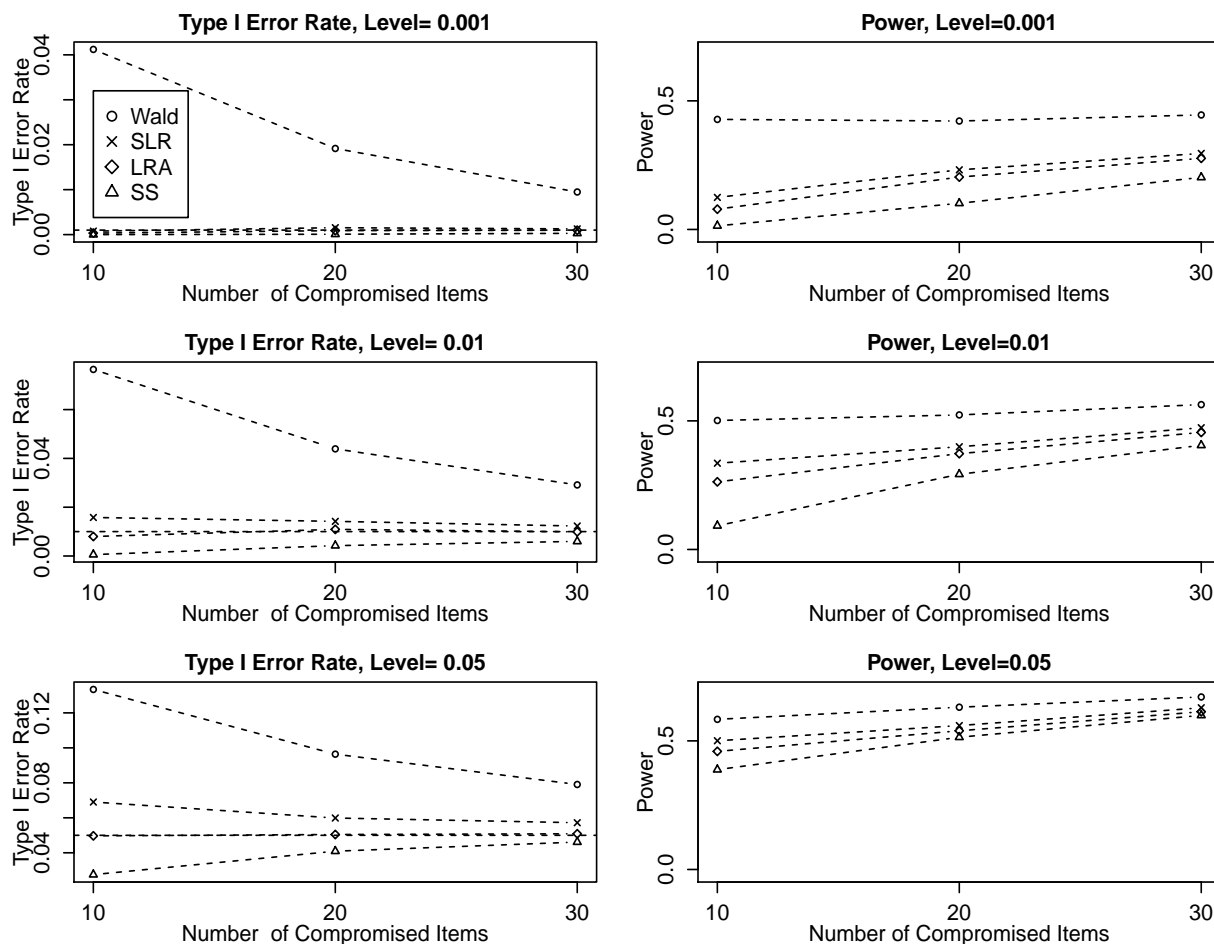 Type I Error Rate, Level= 0.001
Type I Error Rate
0.00
0.02
0.04
Wald
SLR
LRA
SS
10
20
30
Number of Compromised Items
Power, Level=0.001
Power
0.0
0.5
10
20
30
Number of Compromised Items
Type I Error Rate, Level= 0.01
Type I Error Rate
0.00
0.04
10
20
30
Number of Compromised Items
Power, Level=0.01
Power
0.0
0.5
10
20
30
Number of Compromised Items
Type I Error Rate, Level= 0.05
Type I Error Rate
0.04
0.08
0.12
10
20
30
Number of Compromised Items
Power, Level=0.05
Power
0.0
0.5
10
20
30
Number of Compromised Items